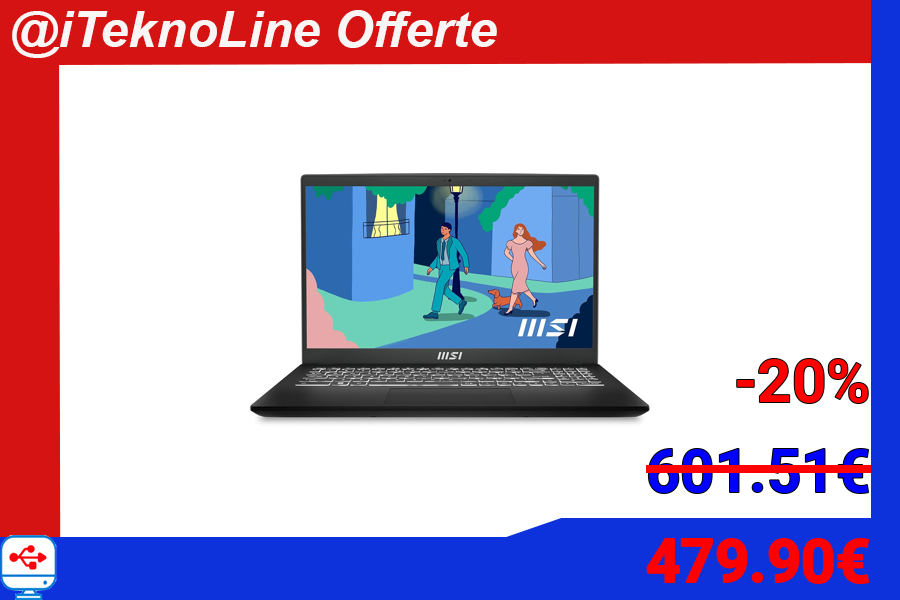 @iTeknoLine Offerte
msi
msi
-20%
601.51€
479.90€